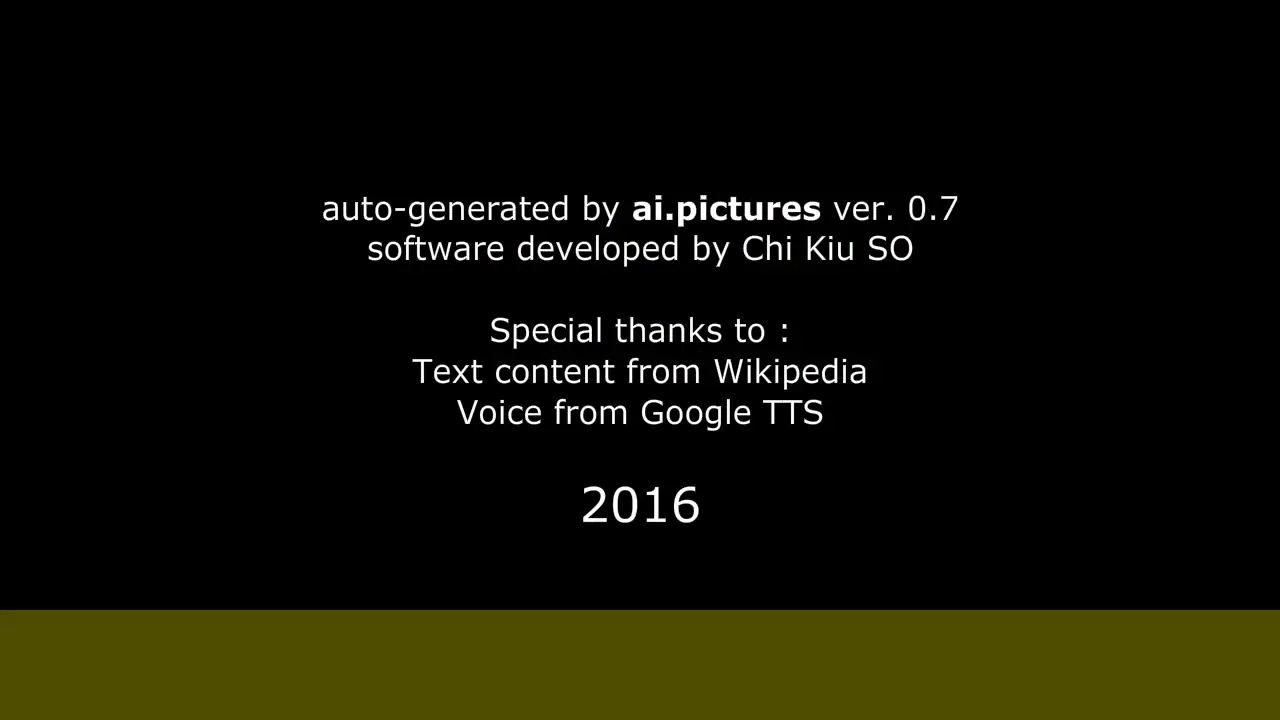 auto-generated by ai.pictures ver. 0.7
software developed by Chi Kiu SO
Special thanks to :
Text content from Wikipedia
Voice from Google TTS
2016